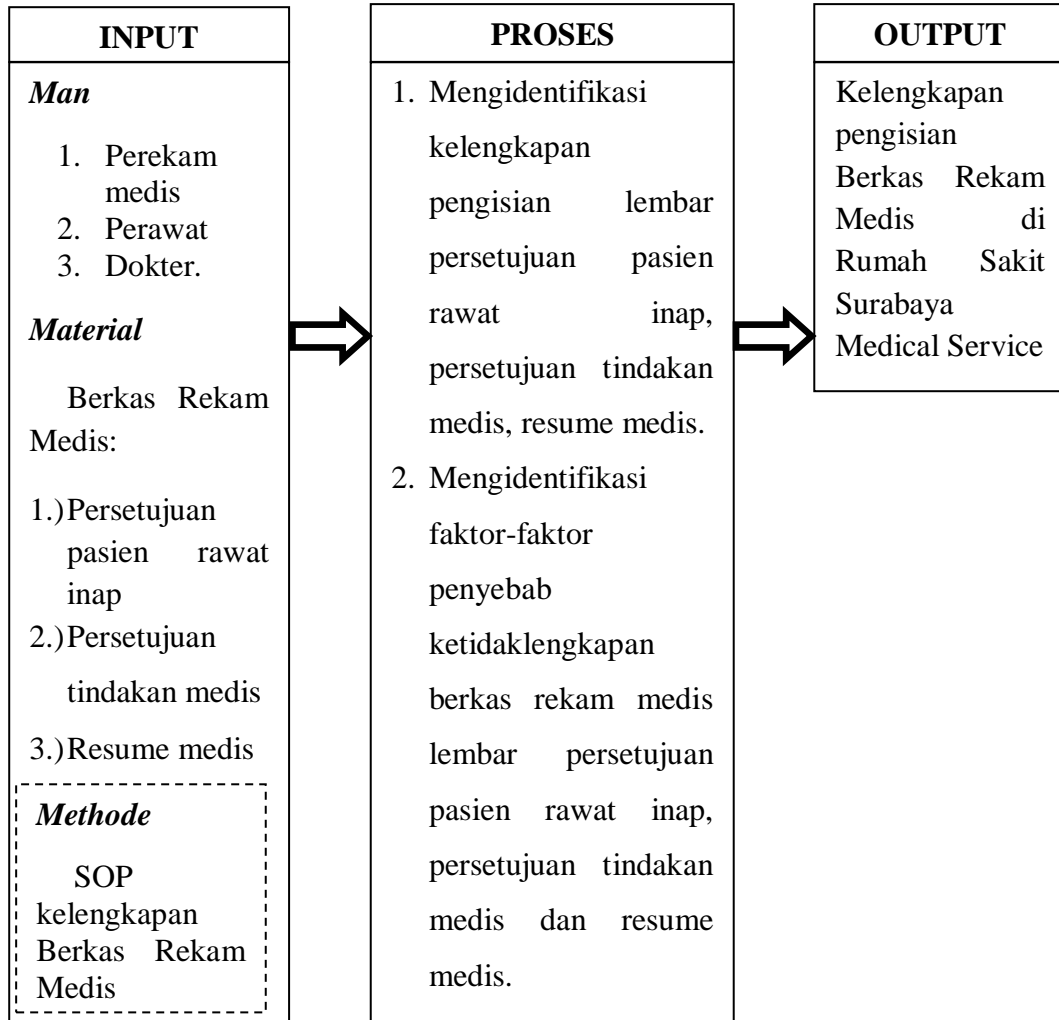 INPUT
Man
1. Perekam
medis
2. Perawat
3. Dokter.
Material
Berkas Rekam
Medis:
1.)Persetujuan
pasien rawat
inap
2.)Persetujuan
tindakan medis
3.)Resume medis
Methode
SOP
kelengkapan
Berkas Rekam
Medis
PROSES
1. Mengidentifikasi
kelengkapan
pengisian lembar
persetujuan pasien
rawat inap,
persetujuan tindakan
medis, resume medis.
2. Mengidentifikasi
faktor-faktor
penyebab
ketidaklengkapan
berkas rekam medis
lembar persetujuan
pasien rawat inap,
persetujuan tindakan
medis dan resume
medis.
OUTPUT
Kelengkapan
pengisian
Berkas Rekam
Medis di
Rumah Sakit
Surabaya
Medical Service